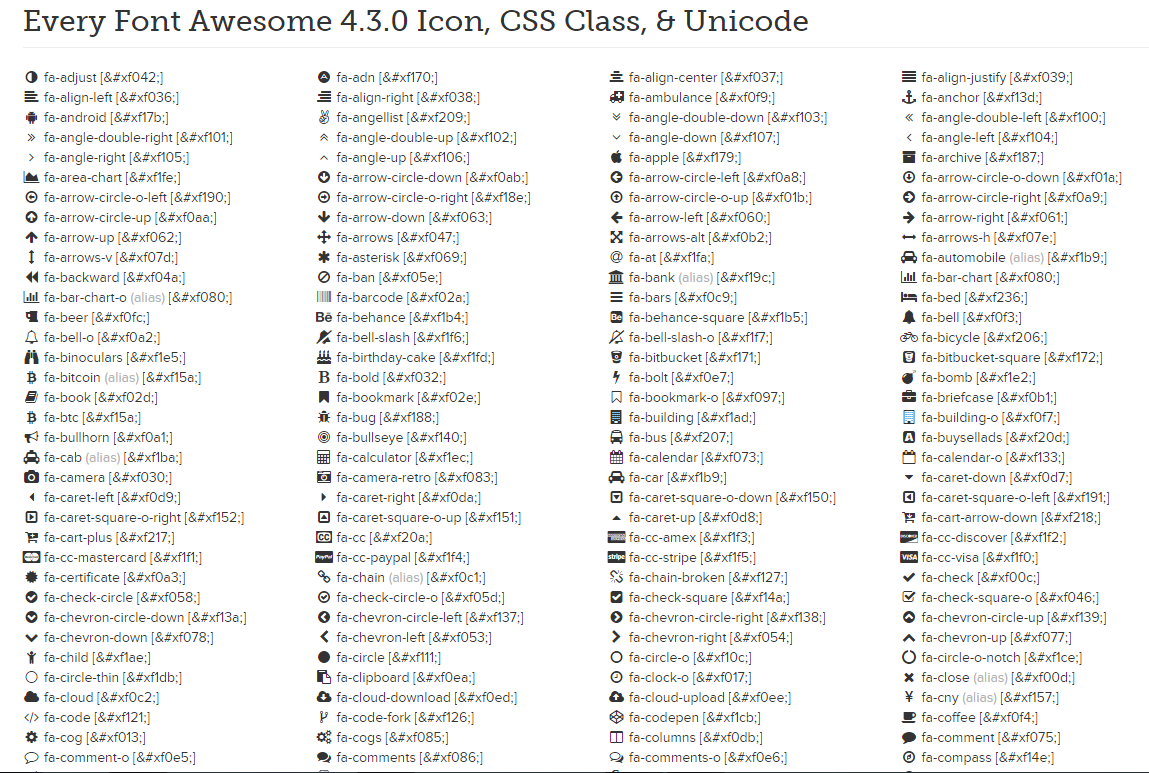 Every Font Awesome 4.3.0 Icon, CSS Class, & Unicode
fa-adjust [&#xf042;] fa-adn [&#xf170;] fa-align-center [&#xf037;] fa-align-justify [&#xf039;]
fa-align-left [&#xf036;] fa-align-right [&#xf038;] fa-ambulance [&#xf0f9;] fa-anchor [&#xf13d;]
fa-android [&#xf17b;] fa-angellist [&#xf209;] fa-angle-double-down [&#xf103;] fa-angle-double-left [&#xf100;]
fa-angle-double-right [&#xf101;] fa-angle-double-up [&#xf102;] fa-angle-down [&#xf107;] fa-angle-left [&#xf104;]
fa-angle-right [&#xf105;] fa-angle-up [&#xf106;] fa-apple [&#xf179;] fa-archive [&#xf187;]
fa-area-chart [&#xf1fe;] fa-arrow-circle-down [&#xf0ab;] fa-arrow-circle-left [&#xf0a8;] fa-arrow-circle-o-down [&#xf01a;]
fa-arrow-circle-o-left [&#xf190;] fa-arrow-circle-o-right [&#xf18e;] fa-arrow-circle-o-up [&#xf01b;] fa-arrow-circle-right [&#xf0a9;]
fa-arrow-circle-up [&#xf0aa;] fa-arrow-down [&#xf063;] fa-arrow-left [&#xf060;] fa-arrow-right [&#xf061;]
fa-arrow-up [&#xf062;] fa-arrows [&#xf047;] fa-arrows-alt [&#xf0b2;] fa-arrows-h [&#xf07e;]
fa-arrows-v [&#xf07d;] fa-asterisk [&#xf069;] fa-at [&#xf1fa;] fa-automobile (alias) [&#xf1b9;]
fa-backward [&#xf04a;] fa-ban [&#xf05e;] fa-bank (alias) [&#xf19c;] fa-bar-chart [&#xf080;]
fa-bar-chart-o (alias) [&#xf080;] fa-barcode [&#xf02a;] fa-bars [&#xf0c9;] fa-bed [&#xf236;]
fa-beer [&#xf0fc;] fa-behance [&#xf1b4;] fa-behance-square [&#xf1b5;] fa-bell [&#xf0f3;]
fa-bell-o [&#xf0a2;] fa-bell-slash [&#xf1f6;] fa-bell-slash-o [&#xf1f7;] fa-bicycle [&#xf206;]
fa-binoculars [&#xf1e5;] fa-birthday-cake [&#xf1fd;] fa-bitbucket [&#xf171;] fa-bitbucket-square [&#xf172;]
fa-bitcoin (alias) [&#xf15a;] fa-bold [&#xf032;] fa-bolt [&#xf0e7;] fa-bomb [&#xf1e2;]
fa-book [&#xf02d;] fa-bookmark [&#xf02e;] fa-bookmark-o [&#xf097;] fa-briefcase [&#xf0b1;]
fa-btc [&#xf15a;] fa-bug [&#xf188;] fa-building [&#xf1ad;] fa-building-o [&#xf0f7;]
fa-bullhorn [&#xf0a1;] fa-bullseye [&#xf140;] fa-bus [&#xf207;] fa-buysellads [&#xf20d;]
fa-cab (alias) [&#xf1ba;] fa-calculator [&#xf1ec;] fa-calendar [&#xf073;] fa-calendar-o [&#xf133;]
fa-camera [&#xf030;] fa-camera-retro [&#xf083;] fa-car [&#xf1b9;] fa-caret-down [&#xf0d7;]
fa-caret-left [&#xf0d9;] fa-caret-right [&#xf0da;] fa-caret-square-o-down [&#xf150;] fa-caret-square-o-left [&#xf191;]
fa-caret-square-o-right [&#xf152;] fa-caret-square-o-up [&#xf151;] fa-caret-up [&#xf0d8;] fa-cart-arrow-down [&#xf218;]
fa-cart-plus [&#xf217;] fa-cc [&#xf20a;] fa-cc-amex [&#xf1f3;] fa-cc-discover [&#xf1f2;]
fa-cc-mastercard [&#xf1f1;] fa-cc-paypal [&#xf1f4;] fa-cc-stripe [&#xf1f5;] fa-cc-visa [&#xf1f0;]
fa-certificate [&#xf0a3;] fa-chain (alias) [&#xf0c1;] fa-chain-broken [&#xf127;] fa-check [&#xf00c;]
fa-check-circle [&#xf058;] fa-check-circle-o [&#xf05d;] fa-check-square [&#xf14a;] fa-check-square-o [&#xf046;]
fa-chevron-circle-down [&#xf13a;] fa-chevron-circle-left [&#xf137;] fa-chevron-circle-right [&#xf138;] fa-chevron-circle-up [&#xf139;]
fa-chevron-down [&#xf078;] fa-chevron-left [&#xf053;] fa-chevron-right [&#xf054;] fa-chevron-up [&#xf077;]
fa-child [&#xf1ae;] fa-circle [&#xf111;] fa-circle-o [&#xf10c;] fa-circle-o-notch [&#xf1ce;]
fa-circle-thin [&#xf1db;] fa-clipboard [&#xf0ea;] fa-clock-o [&#xf017;] fa-close (alias) [&#xf00d;]
fa-cloud [&#xf0c2;] fa-cloud-download [&#xf0ed;] fa-cloud-upload [&#xf0ee;] fa-cny (alias) [&#xf157;]
fa-code [&#xf121;] fa-code-fork [&#xf126;] fa-codepen [&#xf1cb;] fa-coffee [&#xf0f4;]
fa-cog [&#xf013;] fa-cogs [&#xf085;] fa-columns [&#xf0db;] fa-comment [&#xf075;]
fa-comment-o [&#xf0e5;] fa-comments [&#xf086;] fa-comments-o [&#xf0e6;] fa-compass [&#xf14e;]